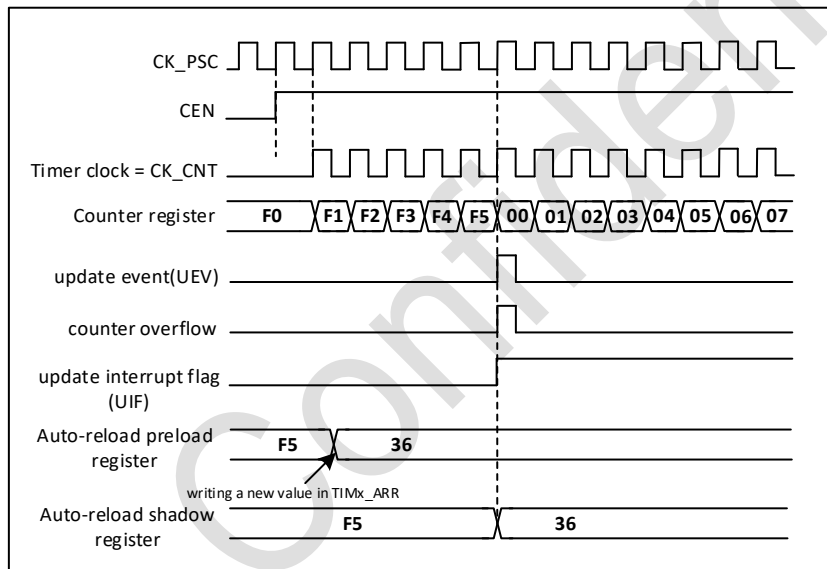 CK_PSC
CEN
Timer clock = CK_CNT
Counter register F0 F1 F2 F3 F4 F5 00 01 02 03 04 05 06 07
update event(UEV)
counter overflow
update interrupt flag
(UIF)
Auto-reload preload
register
F5 36
writing a new value in TIMx_ARR
Auto-reload shadow
register
F5 36
Confident